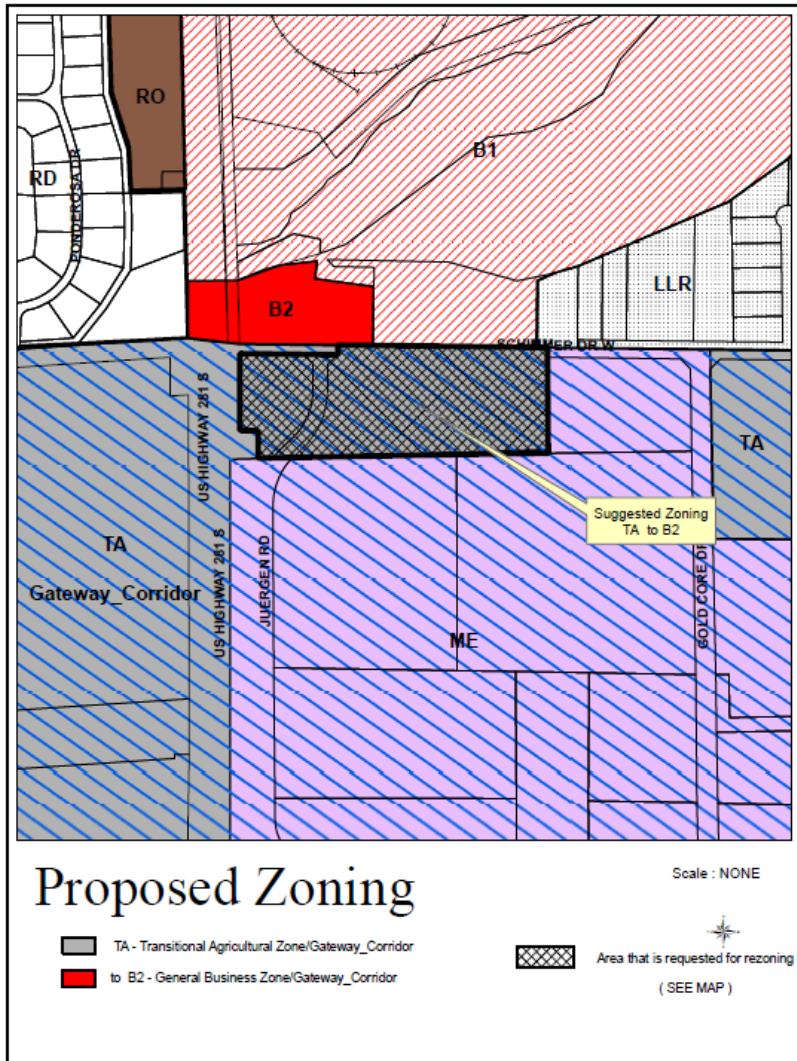 RO
B1
RD
PONDEROSA DR
LLR
B2
SCHIMMER DR W
US HIGHWAY 281 S
TA
Suggested Zoning
TA to B2
TA
Gateway_Corridor
US HIGHWAY 281 S
JUERGEN RD
GOLD CORE DR
ME
Proposed Zoning
Scale : NONE
TA - Transitional Agricultural Zone/Gateway_Corridor
to B2 - General Business Zone/Gateway_Corridor
Area that is requested for rezoning
( SEE MAP )